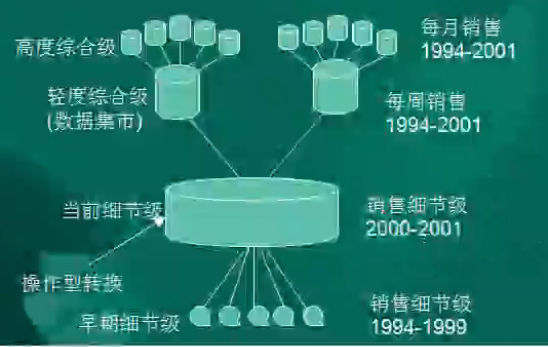 高度综合级
每月销售
1994-2001
轻度综合级
(数据集市)
每周销售
1994-2001
当前细节级
销售细节级
2000-2001
操作型转换
早期细节级
销售细节级
1994-1999